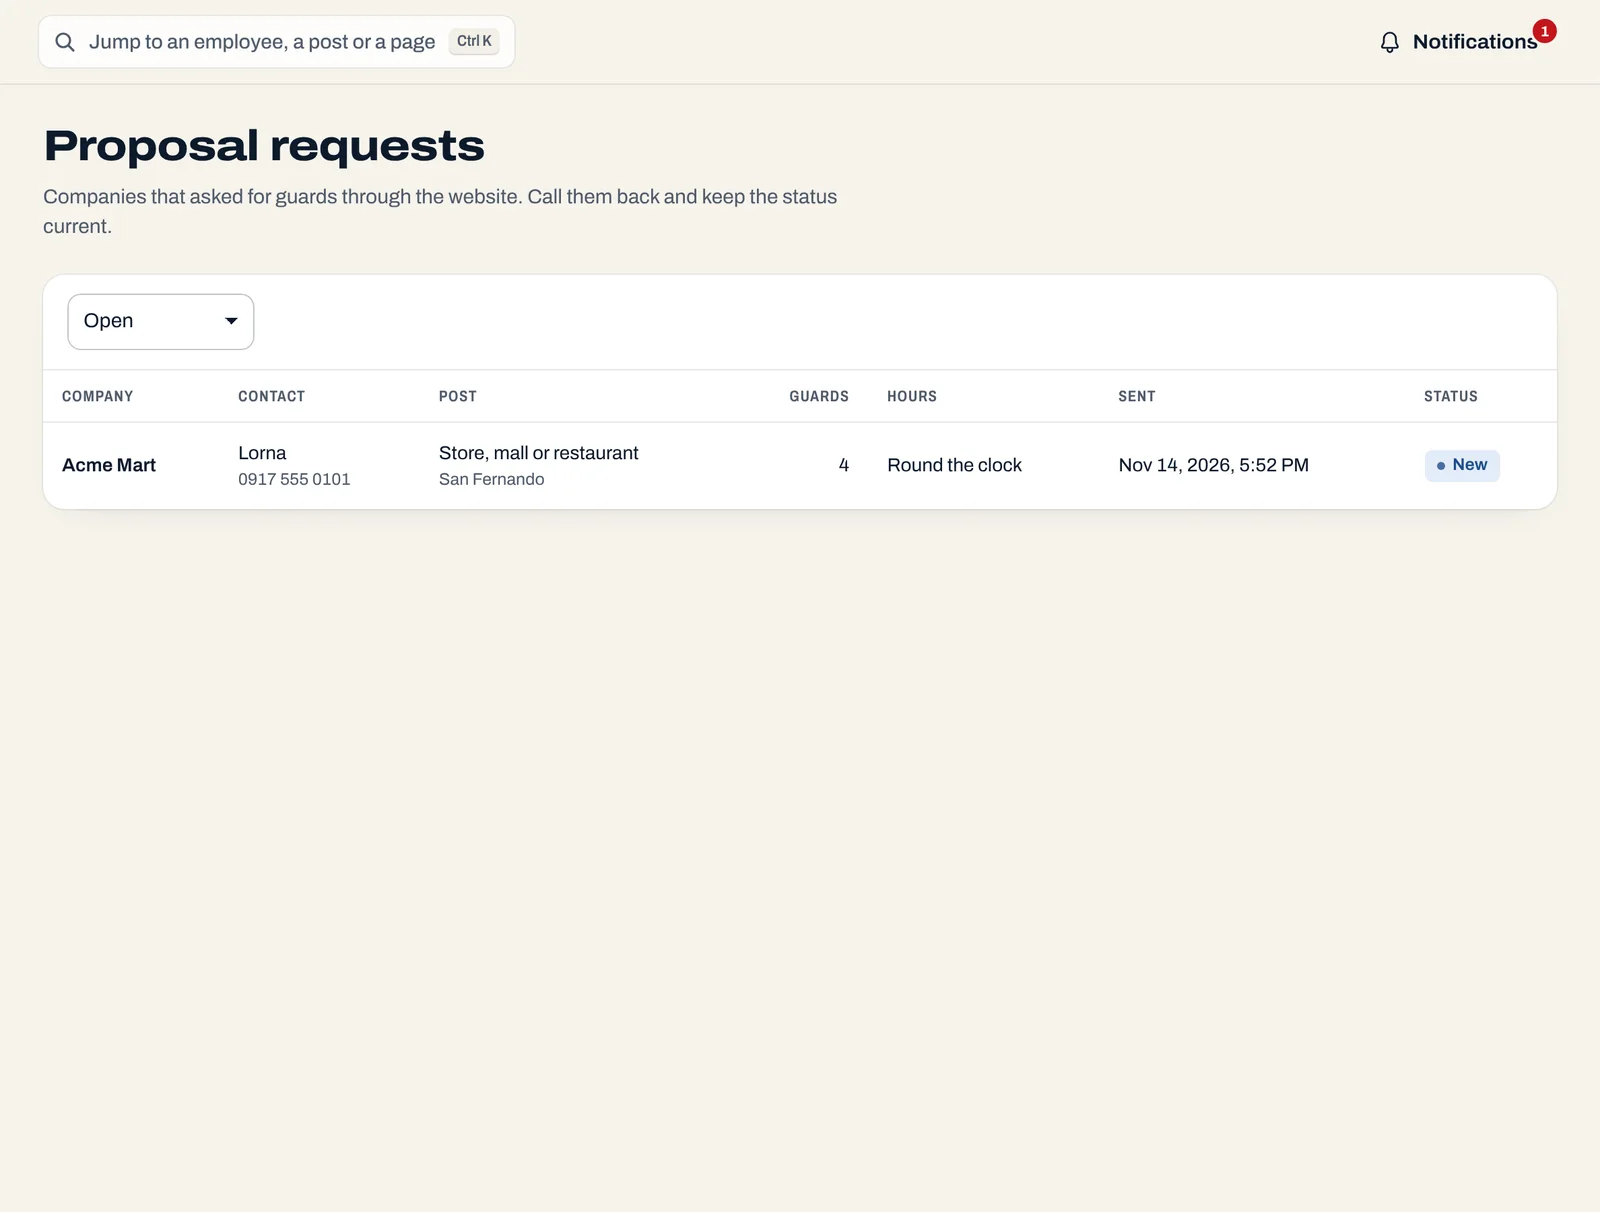 Jump to an employee, a post or a page Ctrl K
Notifications 1
Proposal requests
Companies that asked for guards through the website. Call them back and keep the status
current.
Open
COMPANY CONTACT POST GUARDS HOURS SENT STATUS
Acme Mart Lorna Store, mall or restaurant 4 Round the clock Nov 14, 2026, 5:52 PM New
0917 555 0101 San Fernando